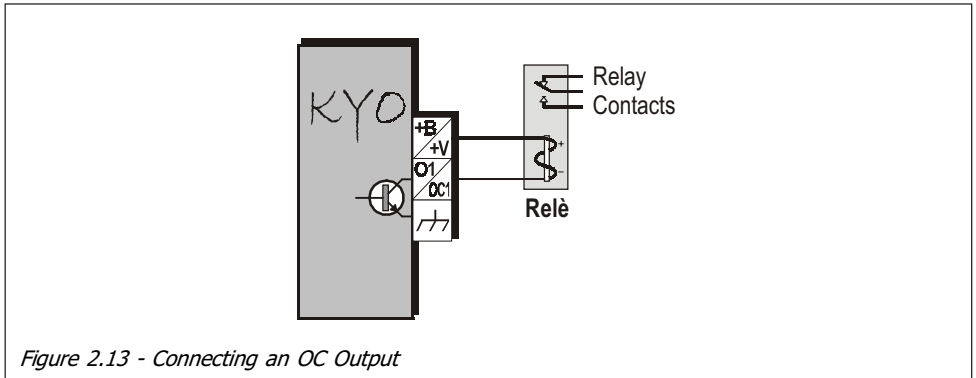 KYO
+B
+V
O1
OC1
Relay
Contacts
+
–
Relè
Figure 2.13 - Connecting an OC Output